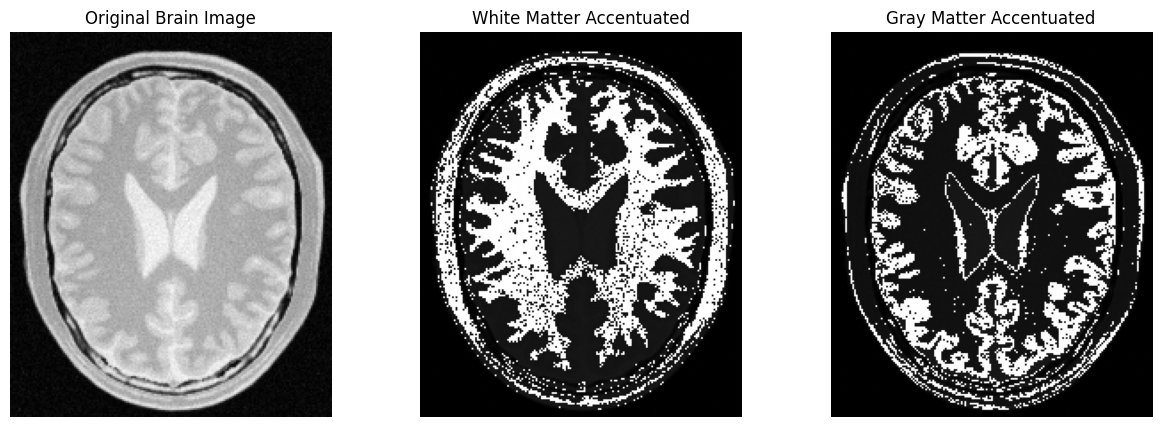 Original Brain Image
White Matter Accentuated
Gray Matter Accentuated